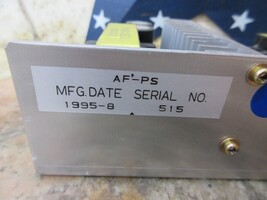 AF-PS
MFG.DATE SERIAL NO.
1995-8 515